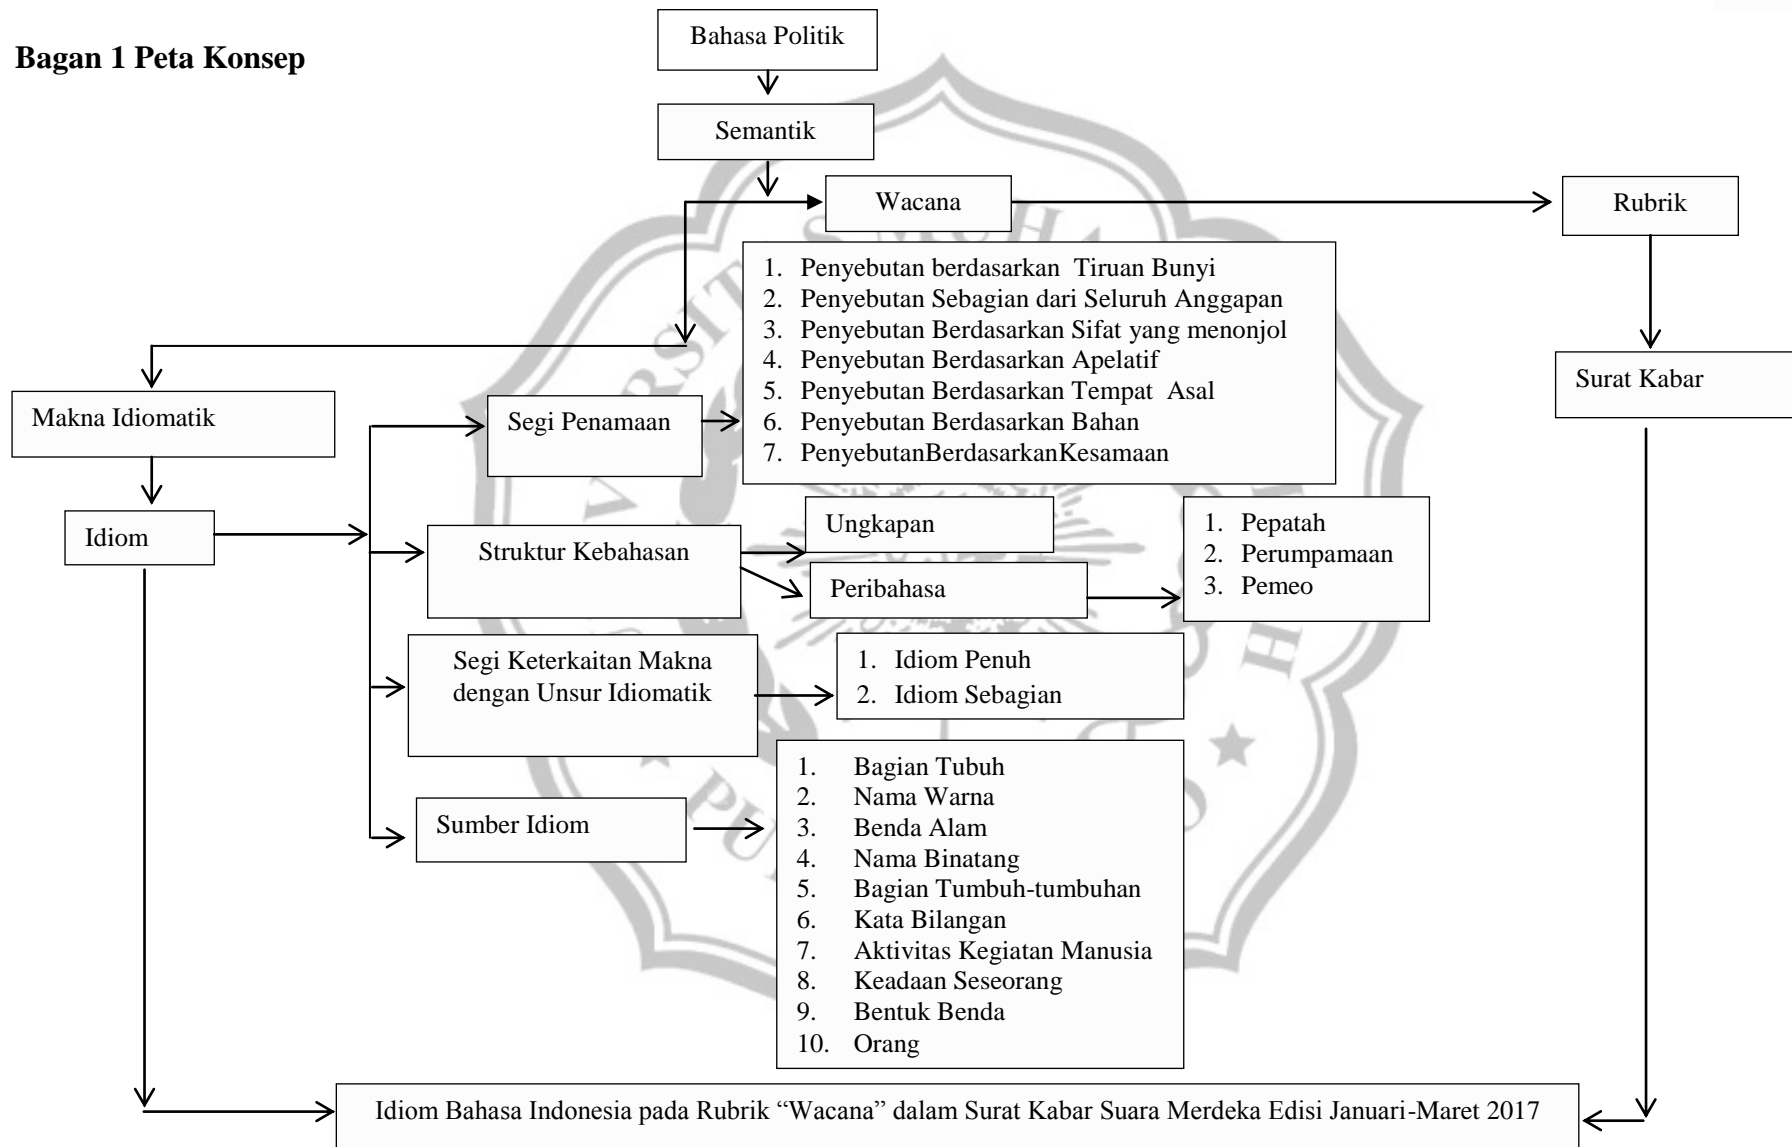 Bagan 1 Peta Konsep
Bahasa Politik
Semantik
Wacana
Rubrik
Surat Kabar
1. Penyebutan berdasarkan Tiruan Bunyi
2. Penyebutan Sebagian dari Seluruh Anggapan
3. Penyebutan Berdasarkan Sifat yang menonjol
4. Penyebutan Berdasarkan Apelatif
5. Penyebutan Berdasarkan Tempat Asal
6. Penyebutan Berdasarkan Bahan
7. PenyebutanBerdasarkanKesamaan
Makna Idiomatik
Segi Penamaan
Idiom
Struktur Kebahasan
Ungkapan
Peribahasa
1. Pepatah
2. Perumpamaan
3. Pemeo
Segi Keterkaitan Makna
dengan Unsur Idiomatik
1. Idiom Penuh
2. Idiom Sebagian
Sumber Idiom
1. Bagian Tubuh
2. Nama Warna
3. Benda Alam
4. Nama Binatang
5. Bagian Tumbuh-tumbuhan
6. Kata Bilangan
7. Aktivitas Kegiatan Manusia
8. Keadaan Seseorang
9. Bentuk Benda
10. Orang
Idiom Bahasa Indonesia pada Rubrik “Wacana” dalam Surat Kabar Suara Merdeka Edisi Januari-Maret 2017